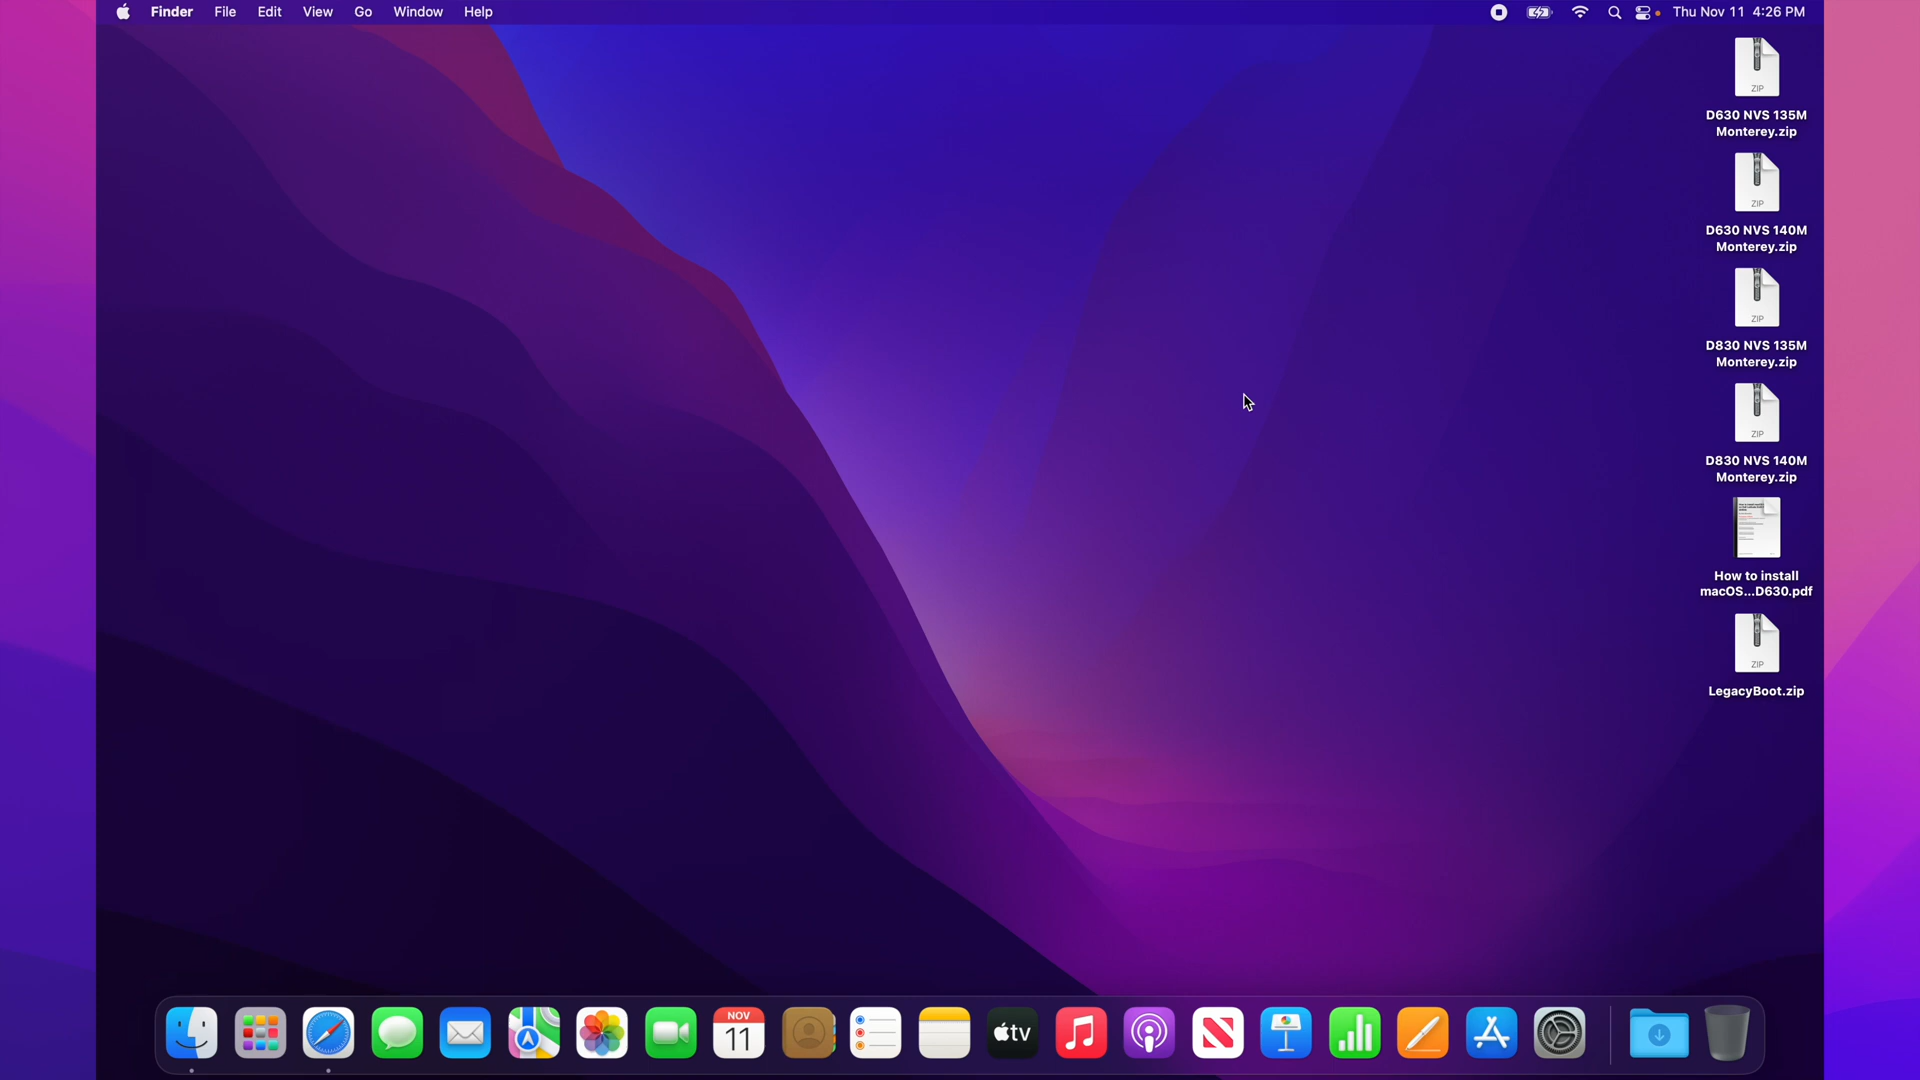 Finder File Edit View Go Window Help Thu Nov 11 4:26 PM
ZIP
D630 NVS 135M
Monterey.zip
ZIP
D630 NVS 140M
Monterey.zip
ZIP
D830 NVS 135M
Monterey.zip
ZIP
D830 NVS 140M
Monterey.zip
How to install
macOS...D630.pdf
ZIP
LegacyBoot.zip
NOV
11
tv